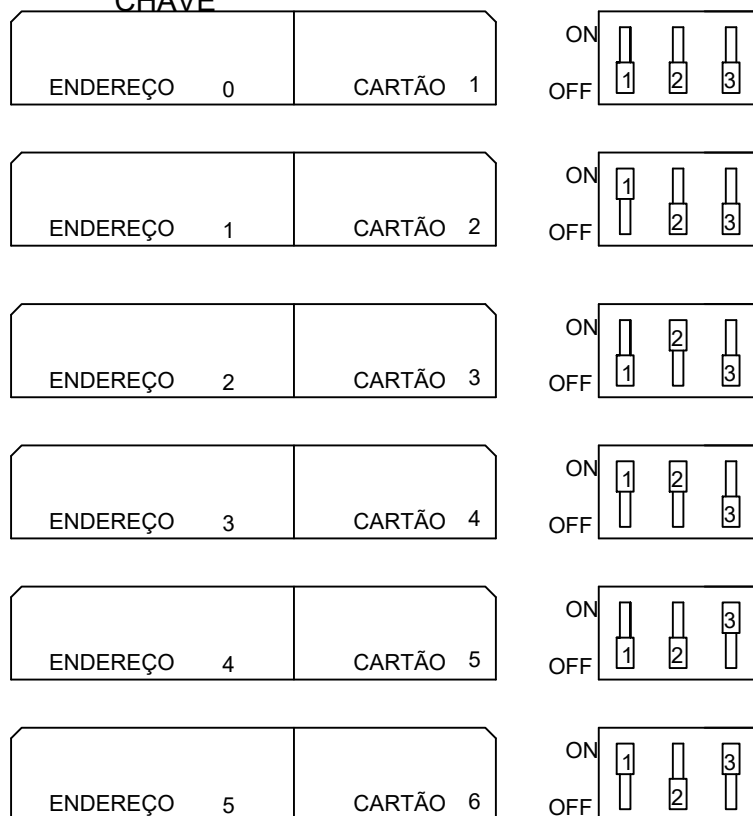 CHAVE
ON
ENDEREÇO 0 CARTÃO 1 OFF 1 2 3
ON 1
ENDEREÇO 1 CARTÃO 2 OFF 2 3
ON 2
ENDEREÇO 2 CARTÃO 3 OFF 1 3
ON 1 2
ENDEREÇO 3 CARTÃO 4 OFF 3
ON 3
ENDEREÇO 4 CARTÃO 5 OFF 1 2
ON 1 3
ENDEREÇO 5 CARTÃO 6 OFF 2